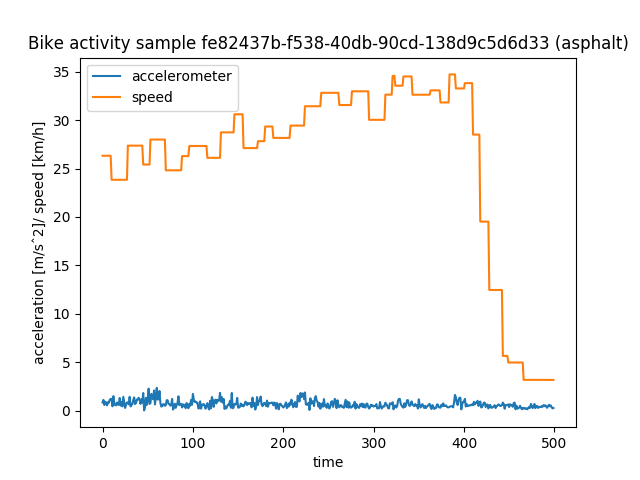 Bike activity sample fe82437b-f538-40db-90cd-138d9c5d6d33 (asphalt)
accelerometer
speed
acceleration [m/s^2]/ speed [km/h]
35
30
25
20
15
10
5
0
0 100 200 300 400 500
time